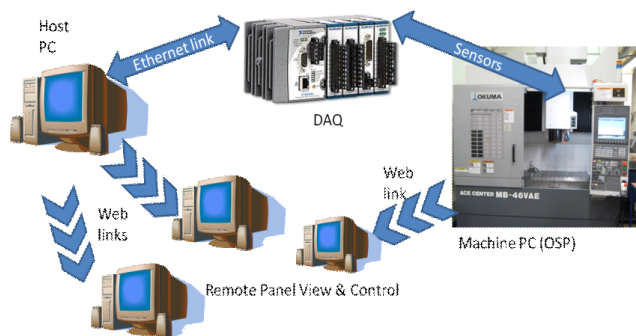 Host
PC
Ethernet link
DAQ
Sensors
OKUMA
ACE CENTER MB-46VAE
Web
link
Machine PC (OSP)
Web
links
Remote Panel View & Control